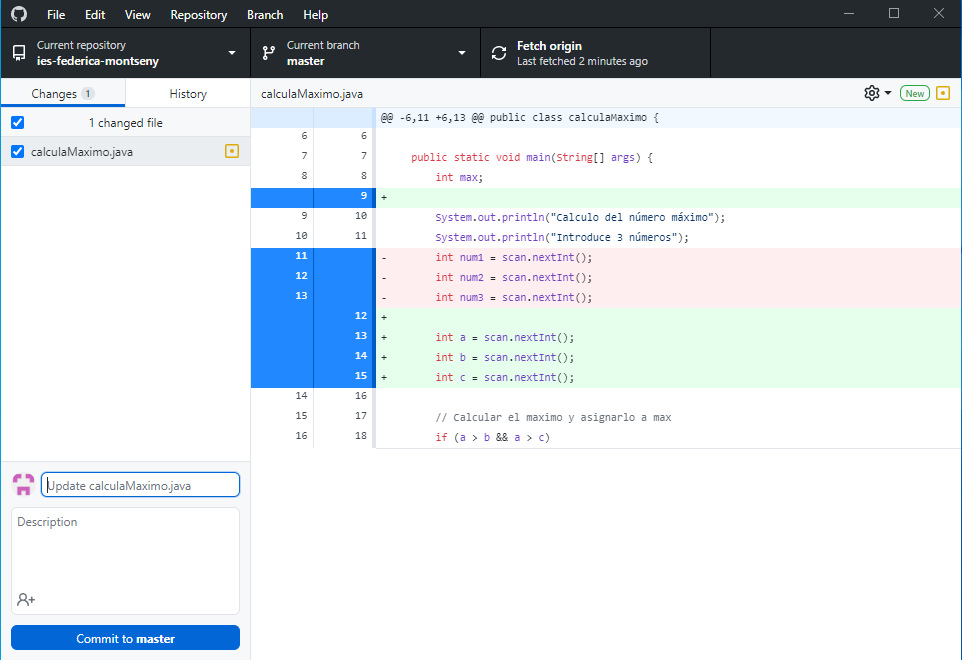 File Edit View Repository Branch Help
Current repository
ies-federica-montseny
Current branch
master
Fetch origin
Last fetched 2 minutes ago
Changes 1 History
1 changed file
calculaMaximo.java
calculaMaximo.java New
@@ -6,11 +6,13 @@ public class calculaMaximo {
6 6
7 7 public static void main(String[] args) {
8 8 int max;
9 +
9 10 System.out.println("Calculo del número máximo");
10 11 System.out.println("Introduce 3 números");
11 - int num1 = scan.nextInt();
12 - int num2 = scan.nextInt();
13 - int num3 = scan.nextInt();
12 +
13 + int a = scan.nextInt();
14 + int b = scan.nextInt();
15 + int c = scan.nextInt();
14 16
15 17 // Calcular el maximo y asignarlo a max
16 18 if (a > b && a > c)
Update calculaMaximo.java
Description
Commit to master